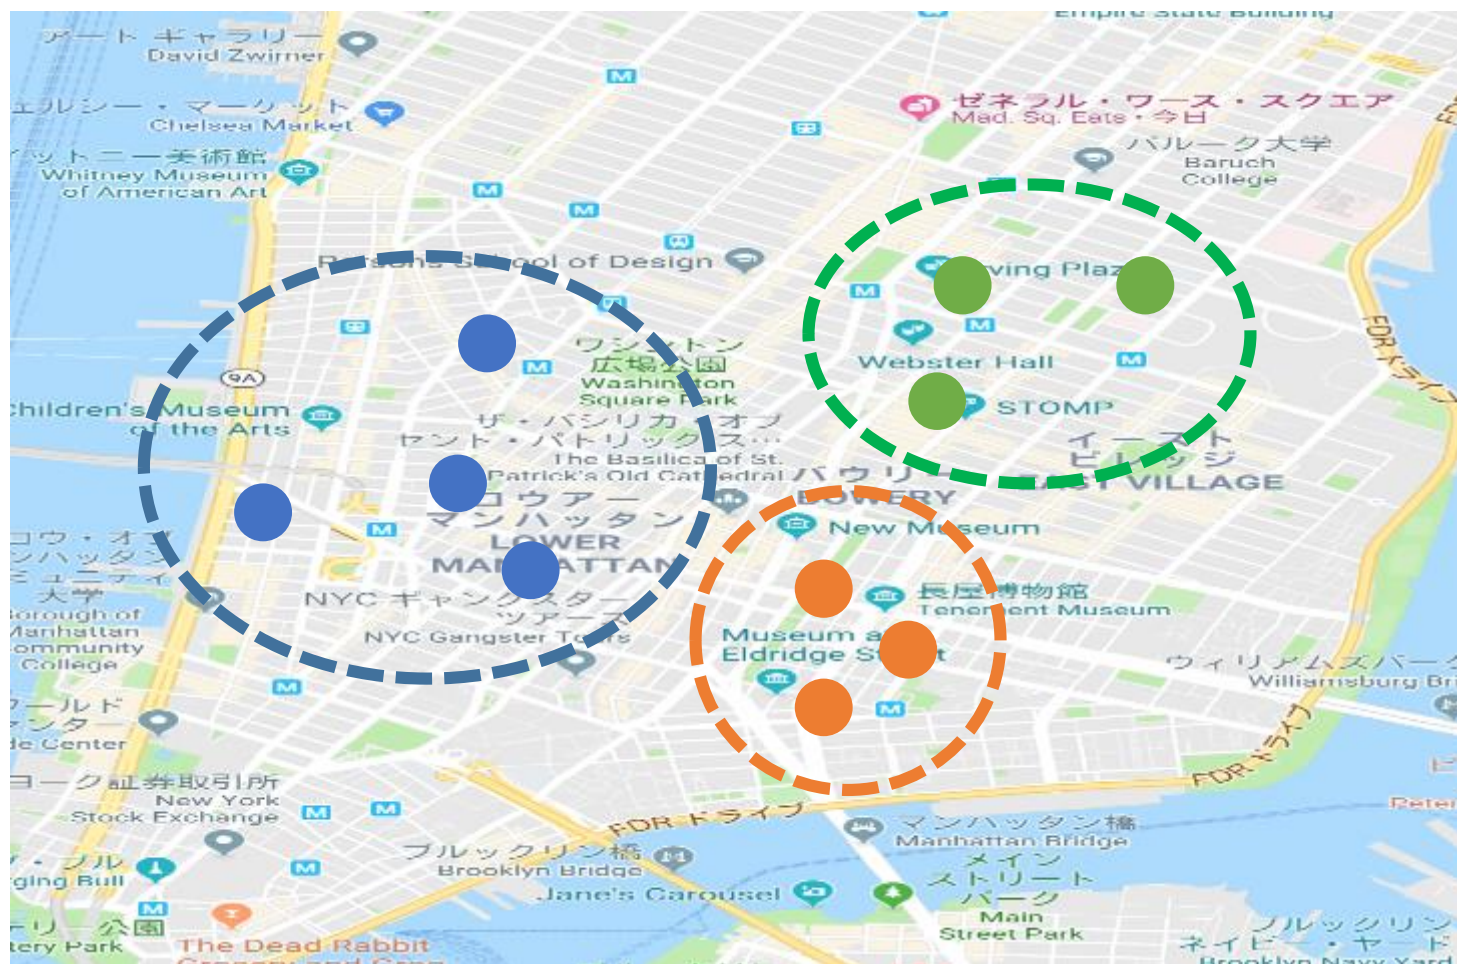 Empire State Building
アート ギャラリー
David Zwirner
ェルシー・マーケット
Chelsea Market
ゼネラル・ワース・スクエア
Mad. Sq. Eats・今日
バルーク大学
Baruch
College
イットニー美術館
Whitney Museum
of American Art
Parsons School of Design
Irving Plaza
Webster Hall
STOMP
イースト
ビレッジ
EAST VILLAGE
ワシントン
広場公園
Washington
Square Park
9A
Children's Museum
of the Arts
ザ・バシリカ・オブ
セント・パトリックス…
The Basilica of St.
Patrick's Old Cathedral
バウリー
BOWERY
ロウアー
マンハッタン
LOWER
MANHATTAN
New Museum
長屋博物館
Tenement Museum
Museum a
Eldridge Street
NYC ギャングスター
ツアーズ
NYC Gangster Tours
大学
Borough of
Manhattan
ommunity
College
FDR ドライブ
ウィリアムズバーグ
Williamsburg Bri
ワールド
de Center
ヨーク証券取引所
New York
Stock Exchange
FDR ドライブ
FDR ドライブ
マンハッタン橋
Manhattan Bridge
ブルックリン橋
Brooklyn Bridge
Jane's Carousel
メイン
ストリート
パーク
Main
Street Park
ging Bull
公園
tery Park
The Dead Rabbit
Peter
ブルックリン
ネイビー・ヤード
Brooklyn Navy Yard